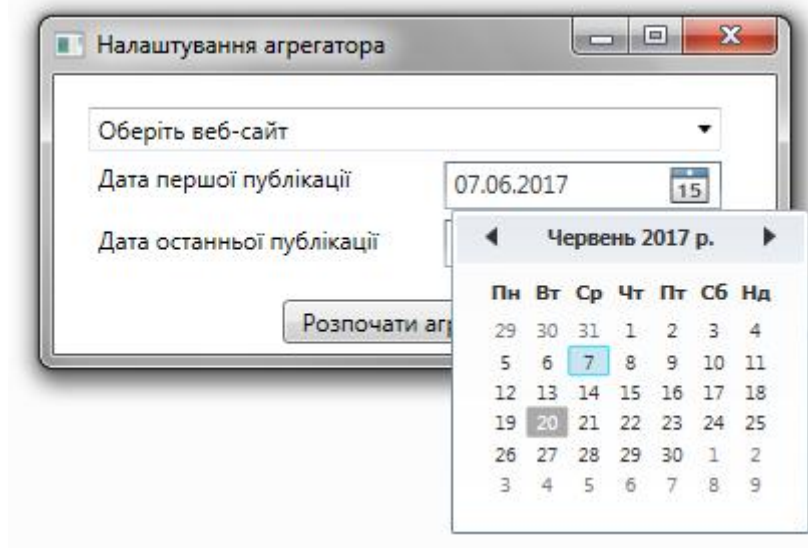 Налаштування агрегатора
Оберіть веб-сайт
Дата першої публікації 07.06.2017 15
Дата останньої публікації
Червень 2017 р.
Розпочати
Пн Вт Ср Чт Пт Сб Нд
29 30 31 1 2 3 4
5 6 7 8 9 10 11
12 13 14 15 16 17 18
19 20 21 22 23 24 25
26 27 28 29 30 1 2
3 4 5 6 7 8 9